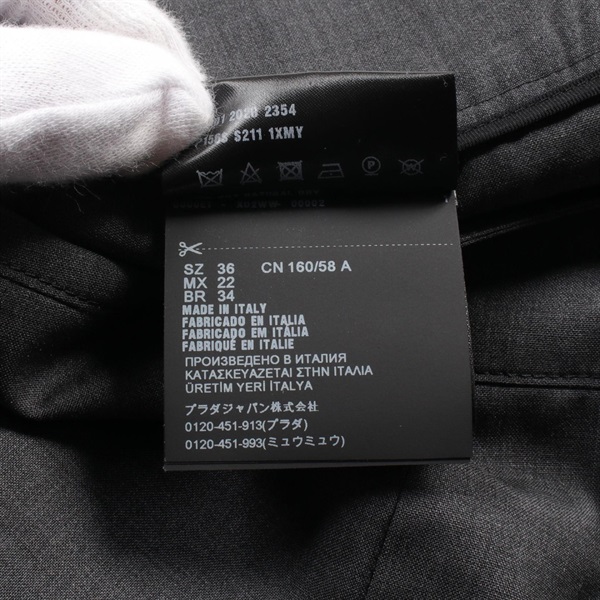 2020 2354
S211 1XMY
SZ 36 CN 160/58 A
MX 22
BR 34
MADE IN ITALY
FABRICADO EN ITALIA
FABRICADO EM ITÁLIA
FABRIQUÉ EN ITALIE
ПРОИЗВЕДЕНО В ИТАЛИЯ
ΚΑΤΑΣΚΕΥΑΖΕΤΑΙ ΣΤΗΝ ΙΤΑΛΙΑ
ÜRETİM YERİ İTALYA
プラダジャパン株式会社
0120-451-913(プラダ)
0120-451-993(ミュウミュウ)